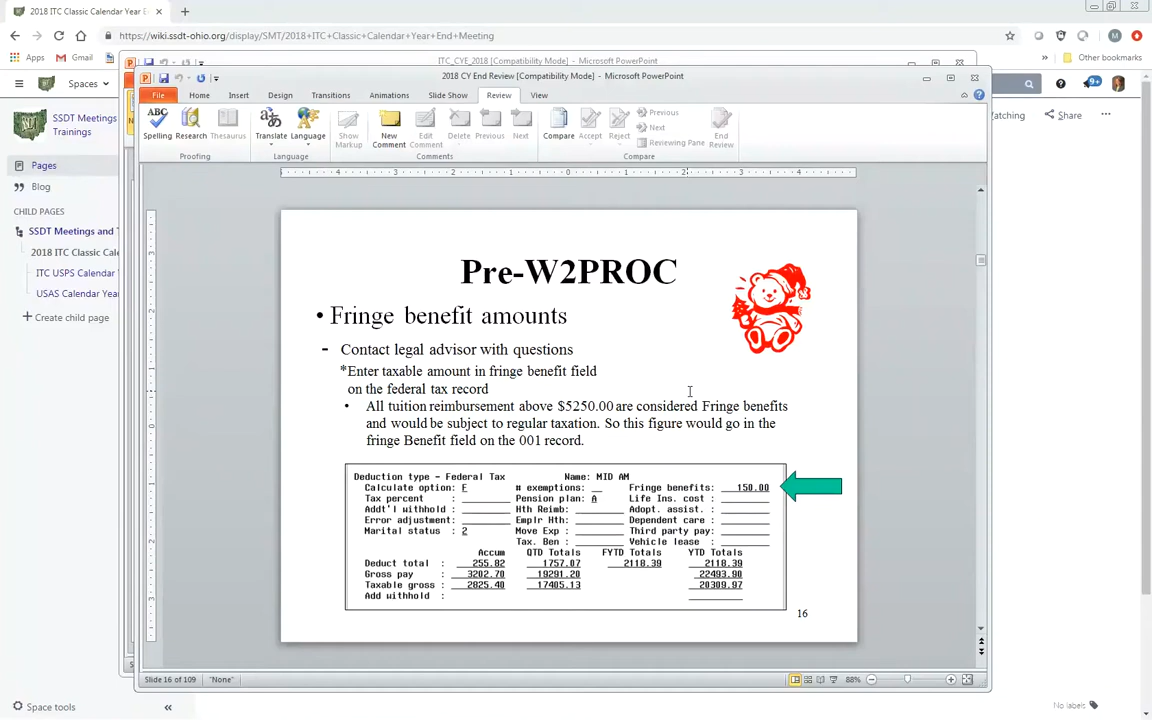 2018 ITC Classic Calendar Year E
https://wiki.ssdt-ohio.org/display/SMT/2018+ITC+Classic+Calendar+Year+End+Meeting
M
Apps
Gmail
Other bookmarks
ITC_CYE_2018 [Compatibility Mode] - Microsoft PowerPoint
2018 CY End Review [Compatibility Mode] - Microsoft PowerPoint
Spaces
9+
File
Home
Insert
Design
Transitions
Animations
Slide Show
Review
View
SSDT Meetings
Trainings
Spelling
Research
Thesaurus
Translate
Language
Show
Markup
New
Comment
Edit
Comment
Delete
Previous
Next
Compare
Accept
Reject
Previous
Next
Reviewing Pane
End
Review
Proofing
Language
Comments
Compare
atching
Share
Pages
Blog
CHILD PAGES
SSDT Meetings and T
2018 ITC Classic Cale
ITC USPS Calendar
USAS Calendar Yea
Create child page
Pre-W2PROC
• Fringe benefit amounts
- Contact legal advisor with questions
*Enter taxable amount in fringe benefit field
on the federal tax record
• All tuition reimbursement above $5250.00 are considered Fringe benefits
and would be subject to regular taxation. So this figure would go in the
fringe Benefit field on the 001 record.
Deduction type - Federal Tax Name: MID AM
Calculate option: F # exemptions: __ Fringe benefits: 150.00
Tax percent : Pension plan: A Life Ins. cost :
Addt'l withhold : Hth Reimb: Adopt. assist. :
Error adjustment: Emplr Hth: Dependent care :
Marital status : 2 Move Exp : Third party pay:
Tax. Ben : Vehicle lease :
Accum QTD Totals FYTD Totals YTD Totals
Deduct total : 255.82 1757.07 2118.39 2118.39
Gross pay : 3202.70 19291.20 22493.90
Taxable gross : 2825.40 17405.13 20309.97
Add withhold :
16
Slide 16 of 109
"None"
88%
Space tools
No labels